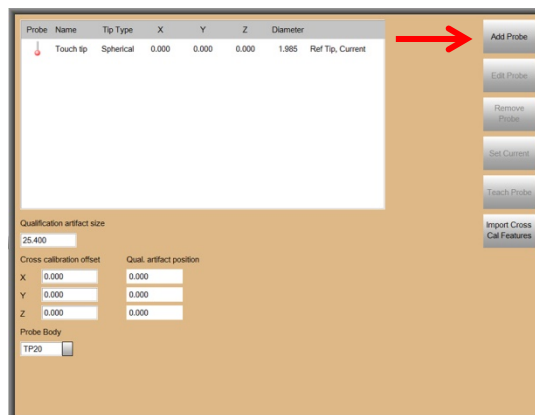 Probe Name Tip Type X Y Z Diameter
Touch tip Spherical 0.000 0.000 0.000 1.985 Ref Tip, Current
Add Probe
Edit Probe
Remove
Probe
Set Current
Teach Probe
Import Cross
Cal Features
Qualification artifact size
25.400
Cross calibration offset Qual. artifact position
X 0.000 0.000
Y 0.000 0.000
Z 0.000 0.000
Probe Body
TP20